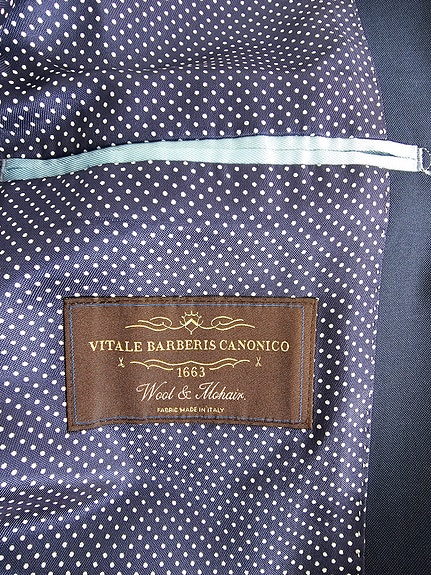 VITALE BARBERIS CANONICO
1663
Wool & Mohair.
FABRIC MADE IN ITALY